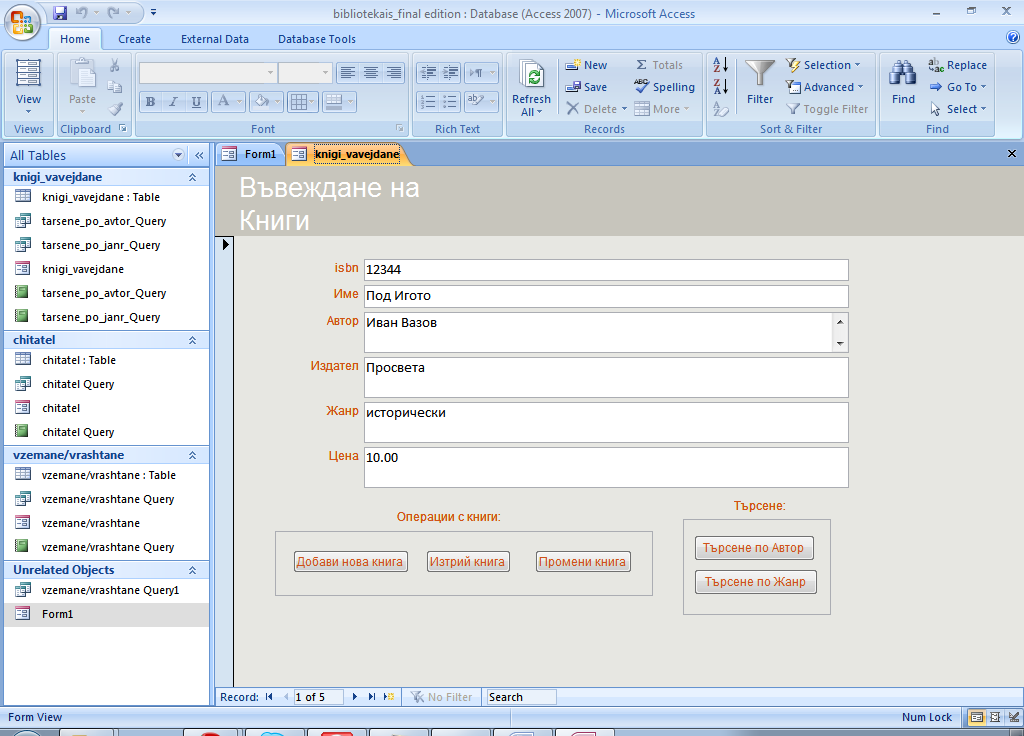 bibliotekais_final edition : Database (Access 2007) - Microsoft Access
Home Create External Data Database Tools
View
Views
Paste
Clipboard
B I U A
Font
Rich Text
Refresh All
New
Save
Delete
Totals
Spelling
More
Records
Filter
Selection
Advanced
Toggle Filter
Sort & Filter
Find
Replace
Go To
Select
Find
All Tables
knigi_vavejdane
knigi_vavejdane : Table
tarsene_po_avtor_Query
tarsene_po_janr_Query
knigi_vavejdane
tarsene_po_avtor_Query
tarsene_po_janr_Query
chitatel
chitatel : Table
chitatel Query
chitatel
chitatel Query
vzemane/vrashtane
vzemane/vrashtane : Table
vzemane/vrashtane Query
vzemane/vrashtane
vzemane/vrashtane Query
Unrelated Objects
vzemane/vrashtane Query1
Form1
Form1 knigi_vavejdane
Въвеждане на
Книги
isbn 12344
Име Под Игото
Автор Иван Вазов
Издател Просвета
Жанр исторически
Цена 10.00
Операции с книги:
Добави нова книга Изтрий книга Промени книга
Търсене:
Търсене по Автор
Търсене по Жанр
Record: 1 of 5 No Filter Search
Form View Num Lock